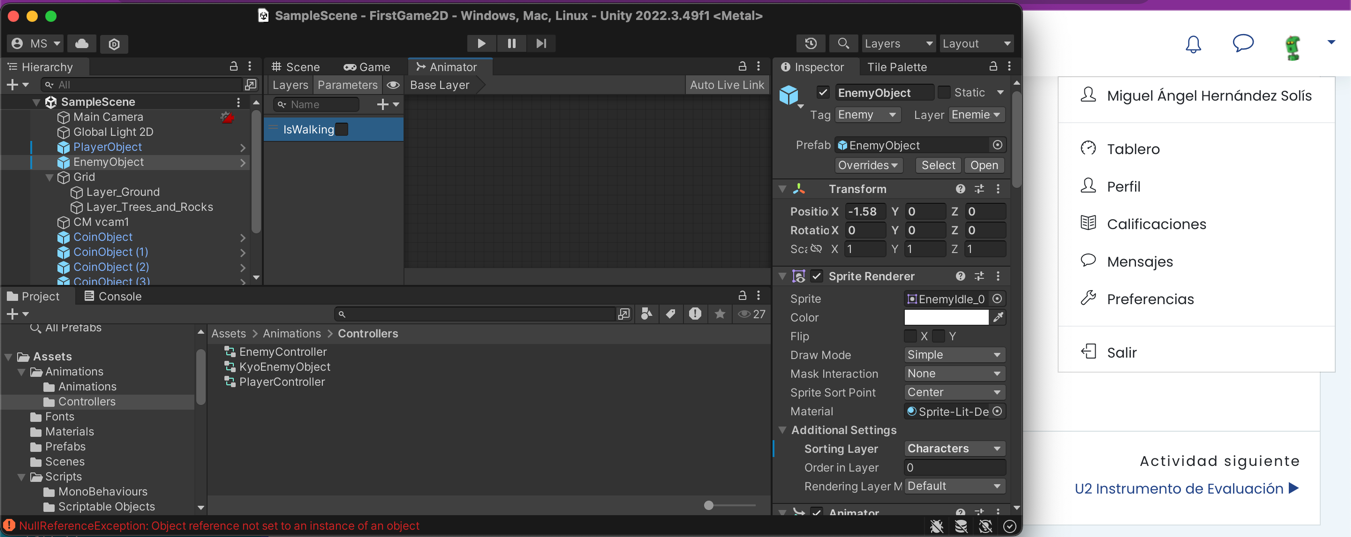 SampleScene - FirstGame2D - Windows, Mac, Linux - Unity 2022.3.49f1 <Metal>
MS
Layers
Layout
Hierarchy
All
SampleScene
Main Camera
Global Light 2D
PlayerObject
EnemyObject
Grid
Layer_Ground
Layer_Trees_and_Rocks
CM vcam1
CoinObject
CoinObject (1)
CoinObject (2)
CoinObject (3)
Scene
Game
Animator
Layers
Parameters
Base Layer
Auto Live Link
Name
IsWalking
Inspector
Tile Palette
EnemyObject
Static
Tag Enemy
Layer Enemie
Prefab EnemyObject
Overrides
Select
Open
Transform
Positio X -1.58 Y 0 Z 0
Rotatio X 0 Y 0 Z 0
Sca X 1 Y 1 Z 1
Sprite Renderer
Sprite EnemyIdle_0
Color
Flip X Y
Draw Mode Simple
Mask Interaction None
Sprite Sort Point Center
Material Sprite-Lit-De
Additional Settings
Sorting Layer Characters
Order in Layer 0
Rendering Layer M Default
Animator
Project
Console
27
All Prefabs
Assets
Animations
Animations
Controllers
Fonts
Materials
Prefabs
Scenes
Scripts
MonoBehaviours
Scriptable Objects
Assets > Animations > Controllers
EnemyController
KyoEnemyObject
PlayerController
NullReferenceException: Object reference not set to an instance of an object
Miguel Ángel Hernández Solís
Tablero
Perfil
Calificaciones
Mensajes
Preferencias
Salir
Actividad siguiente
U2 Instrumento de Evaluación